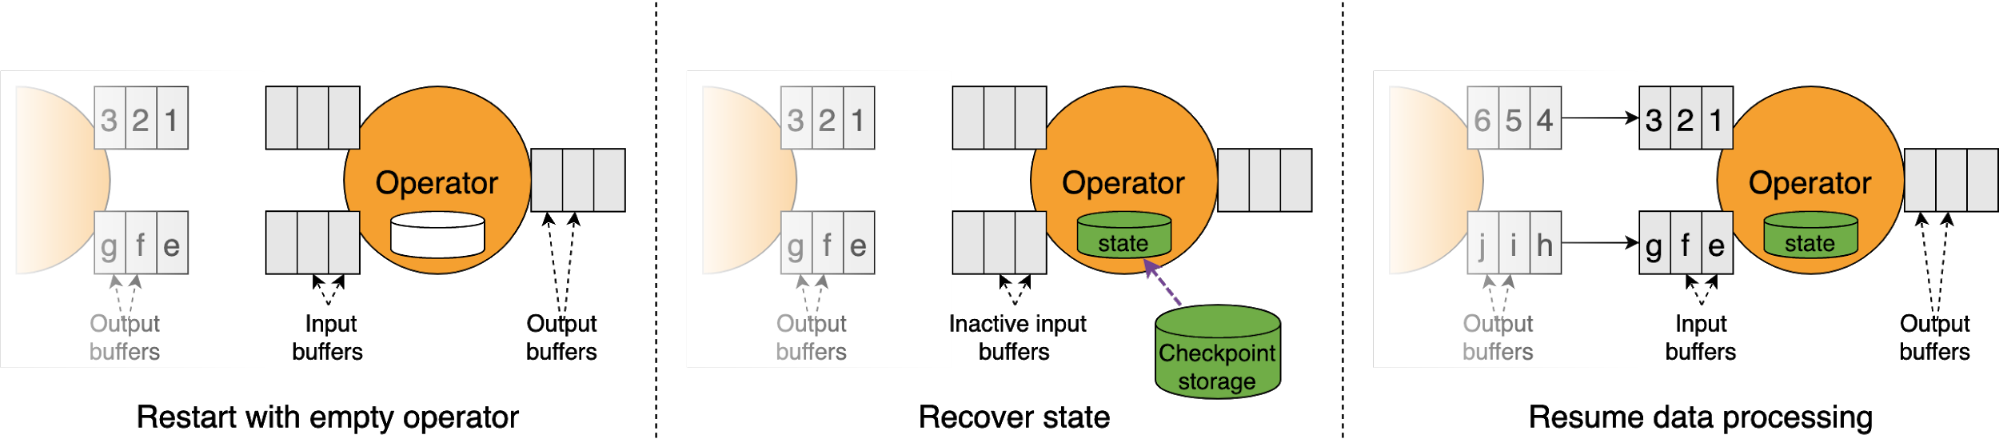 3 2 1
Operator
g f e
Output
buffers
Input
buffers
Output
buffers
Restart with empty operator
3 2 1
Operator
state
g f e
Output
buffers
Inactive input
buffers
Checkpoint
storage
Recover state
6 5 4
3 2 1
Operator
state
j i h
g f e
Output
buffers
Input
buffers
Output
buffers
Resume data processing